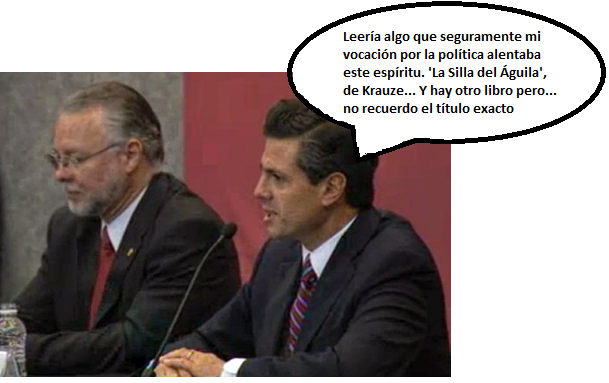 Leería algo que seguramente mi
vocación por la política alentaba
este espíritu. 'La Silla del Águila',
de Krauze... Y hay otro libro pero...
no recuerdo el título exacto